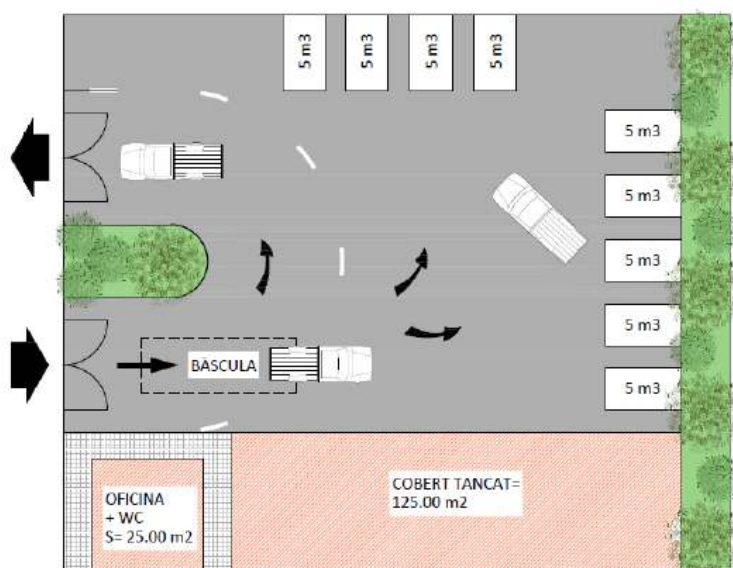 5 m3
5 m3
5 m3
5 m3
5 m3
5 m3
5 m3
5 m3
5 m3
BÀSCULA
OFICINA
+ WC
S= 25.00 m2
COBERT TANCAT=
125.00 m2